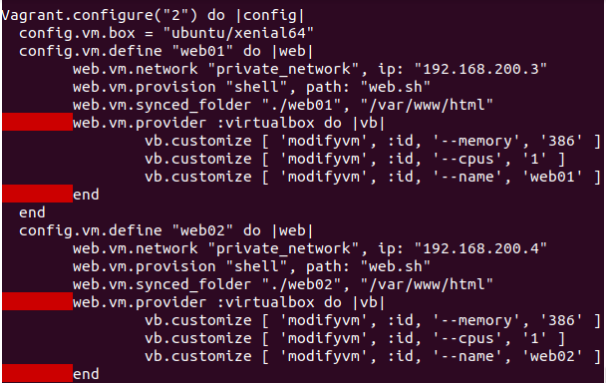 Vagrant.configure("2") do |config|
  config.vm.box = "ubuntu/xenial64"
  config.vm.define "web01" do |web|
        web.vm.network "private_network", ip: "192.168.200.3"
        web.vm.provision "shell", path: "web.sh"
        web.vm.synced_folder "./web01", "/var/www/html"
        web.vm.provider :virtualbox do |vb|
                vb.customize [ 'modifyvm', :id, '--memory', '386' ]
                vb.customize [ 'modifyvm', :id, '--cpus', '1' ]
                vb.customize [ 'modifyvm', :id, '--name', 'web01' ]
        end
  end
  config.vm.define "web02" do |web|
        web.vm.network "private_network", ip: "192.168.200.4"
        web.vm.provision "shell", path: "web.sh"
        web.vm.synced_folder "./web02", "/var/www/html"
        web.vm.provider :virtualbox do |vb|
                vb.customize [ 'modifyvm', :id, '--memory', '386' ]
                vb.customize [ 'modifyvm', :id, '--cpus', '1' ]
                vb.customize [ 'modifyvm', :id, '--name', 'web02' ]
        end